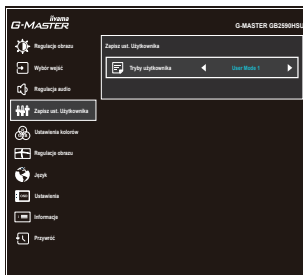 iiyama
G-MASTER
G-MASTER GB2590HSU
Regulacje obrazu
Wybór wejść
Regulacja audio
Zapisz ust. Użytkownika
Ustawienia kolorów
Regulacja obrazu
Język
Ustawienia
Informacje
Przywróć
Zapisz ust. Użytkownika
Tryby użytkownika
User Mode 1